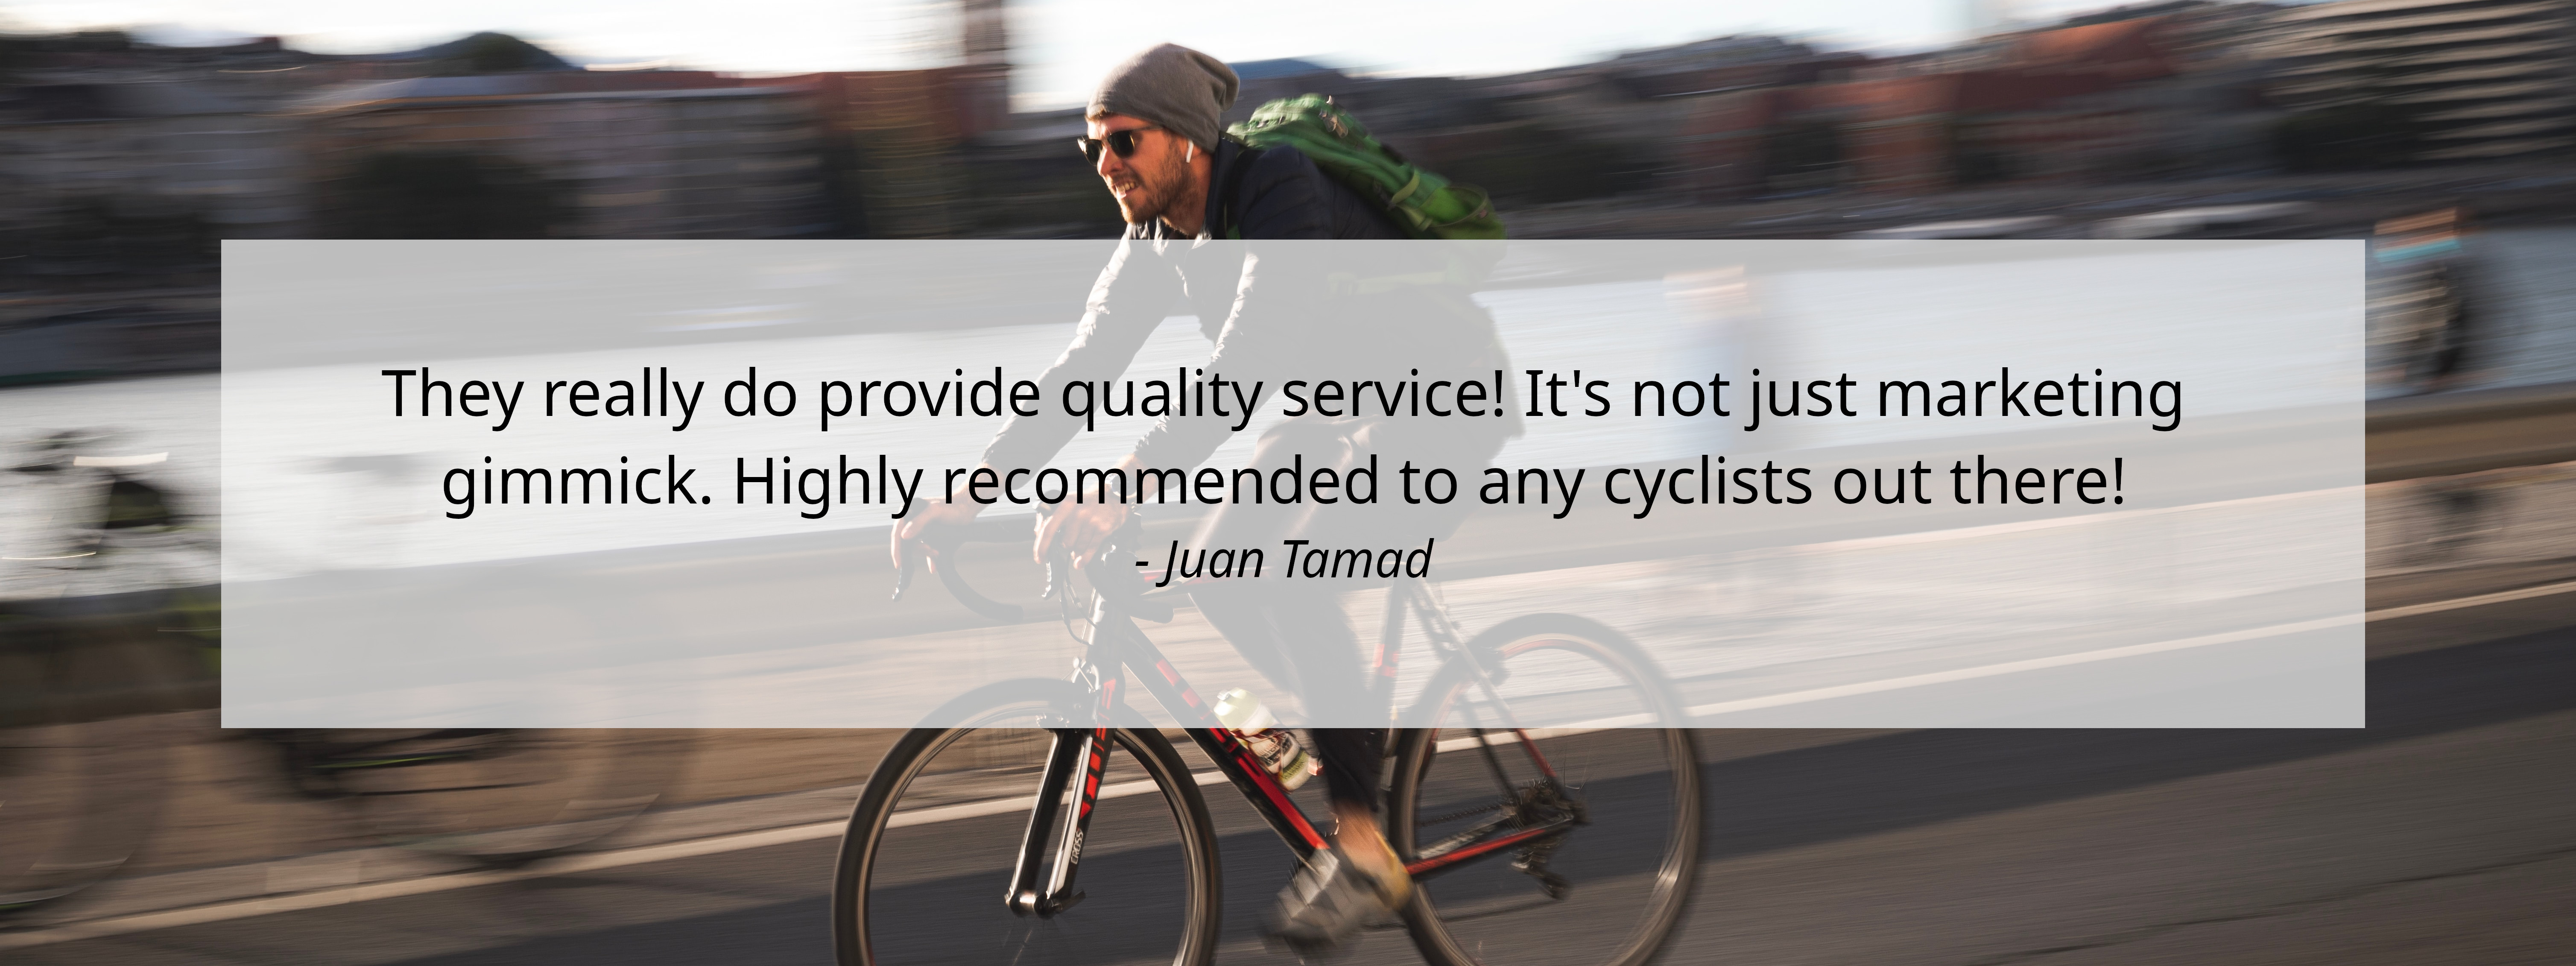 They really do provide quality service! It's not just marketing
gimmick. Highly recommended to any cyclists out there!
- Juan Tamad
CROSS